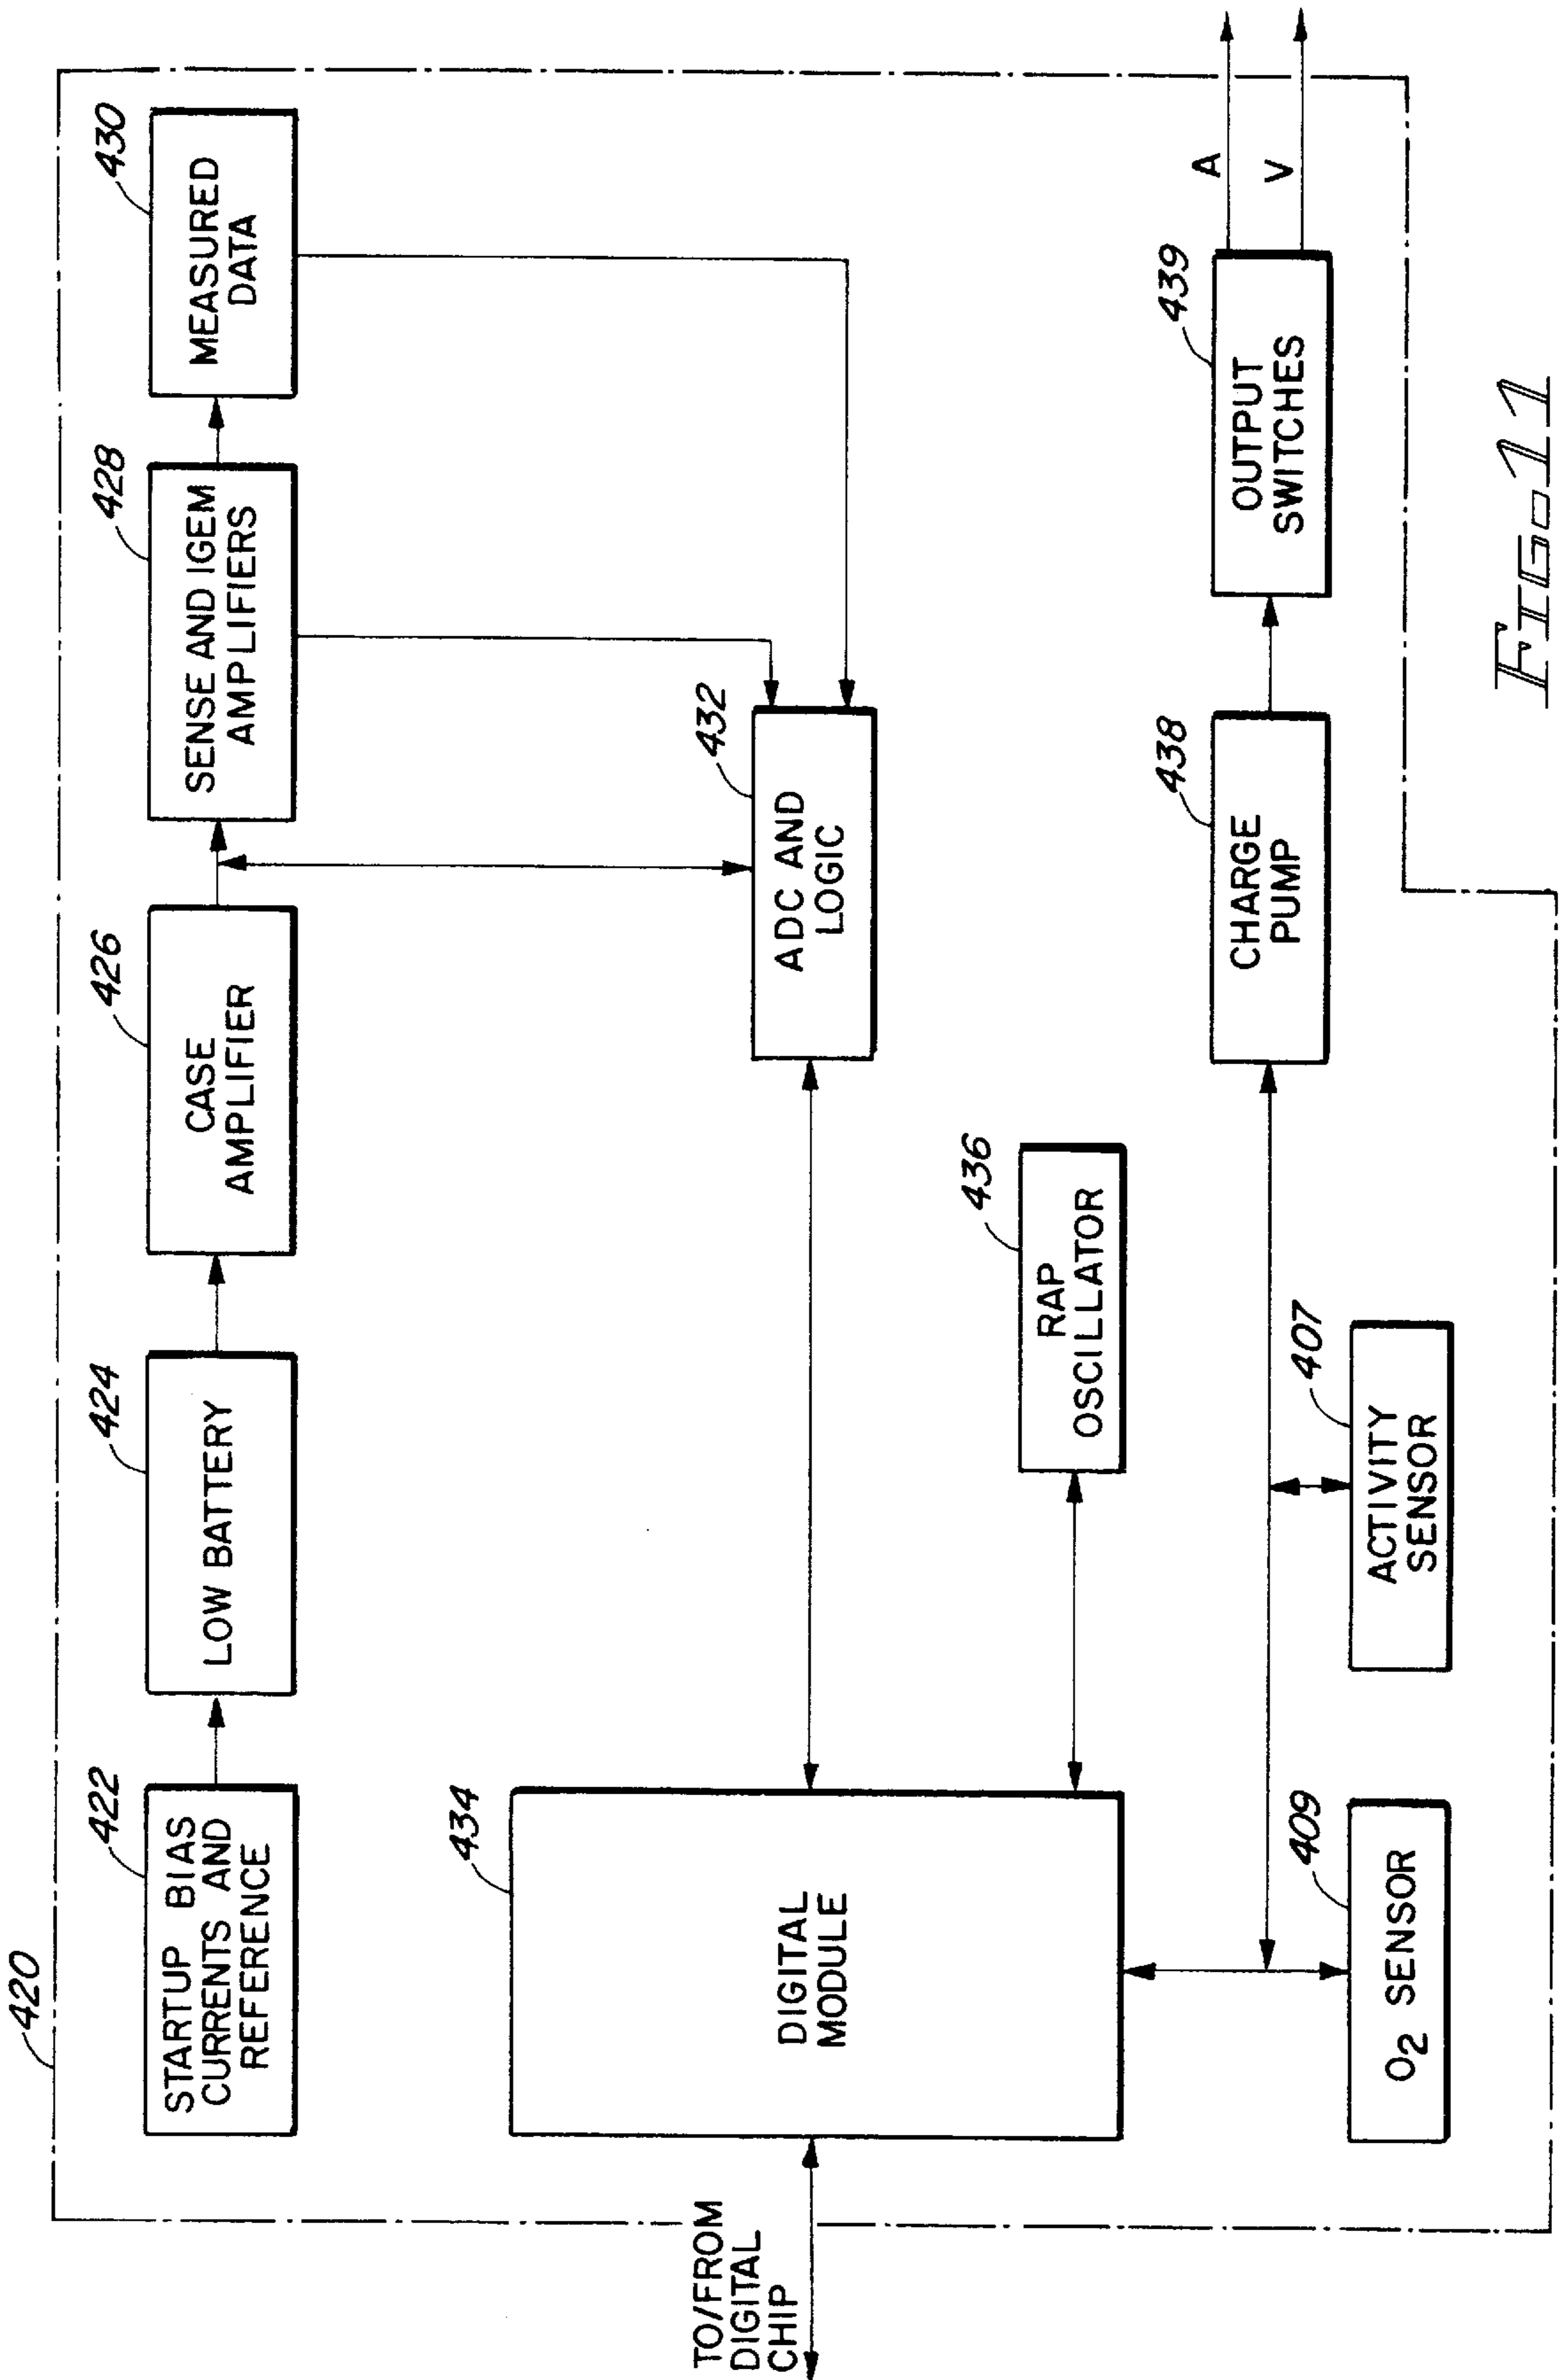 420
422
STARTUP BIAS
CURRENTS AND
REFERENCE
424
LOW BATTERY
426
CASE
AMPLIFIER
428
SENSE AND IGEM
AMPLIFIERS
430
MEASURED
DATA
432
ADC AND
LOGIC
434
DIGITAL
MODULE
TO/FROM
DIGITAL
CHIP
436
RAP
OSCILLATOR
438
CHARGE
PUMP
439
OUTPUT
SWITCHES
A
V
409
O2 SENSOR
407
ACTIVITY
SENSOR
FIG. 11